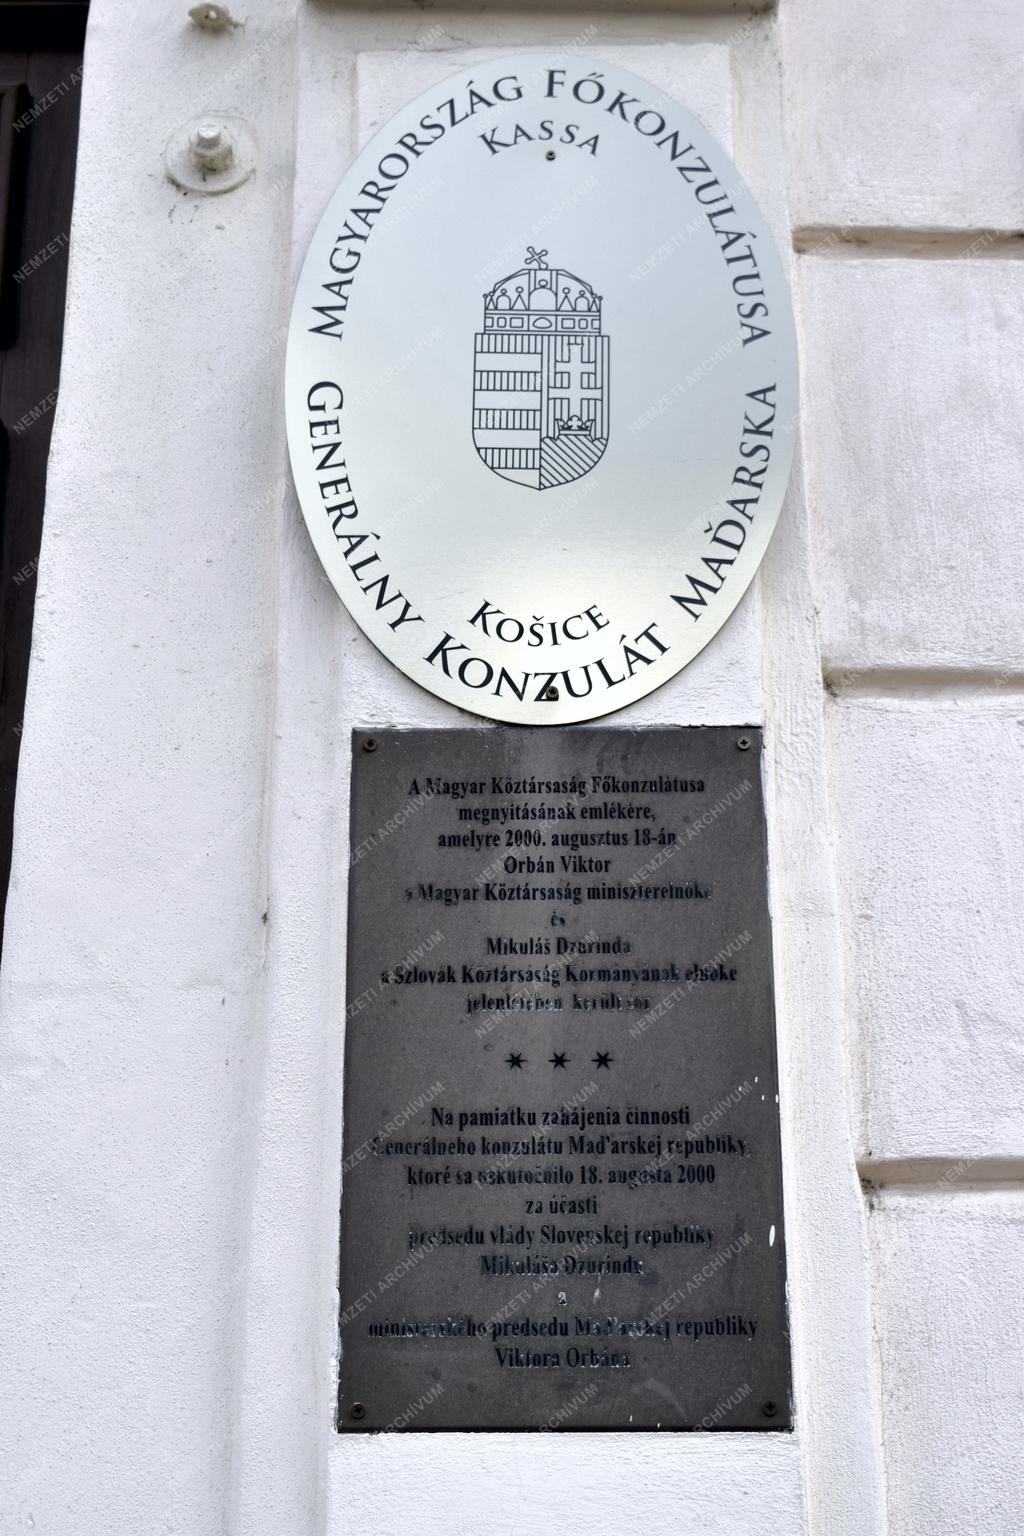 MAGYARORSZÁG FŐKONZULÁTUSA
KASSA
KOŠICE
GENERÁLNY KONZULÁT MAĎARSKA
A Magyar Köztársaság Főkonzulátusa
megnyitásának emlékére,
amelyre 2000. augusztus 18-án
Orbán Viktor
a Magyar Köztársaság miniszterelnöke
és
Mikuláš Dzurinda
a Szlovák Köztársaság Kormányának elnöke
jelenlétében került sor
Na pamiatku zahájenia činnosti
Generálneho konzulátu Maďarskej republiky,
ktoré sa uskutočnilo 18. augusta 2000
za účasti
predsedu vlády Slovenskej republiky
Mikuláša Dzurindu
a
ministerského predsedu Maďarskej republiky
Viktora Orbána
NEMZETI ARCHÍVUM